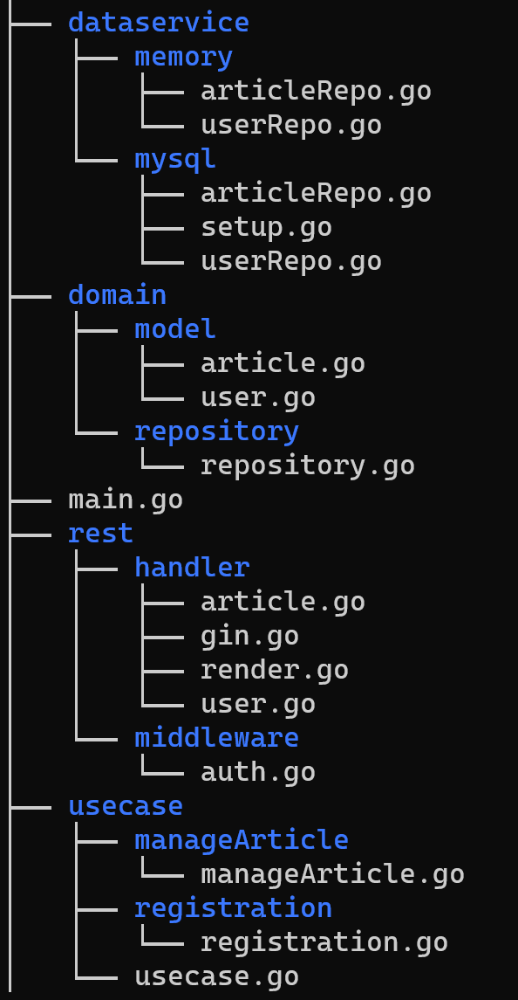 dataservice
memory
articleRepo.go
userRepo.go
mysql
articleRepo.go
setup.go
userRepo.go
domain
model
article.go
user.go
repository
repository.go
main.go
rest
handler
article.go
gin.go
render.go
user.go
middleware
auth.go
usecase
manageArticle
manageArticle.go
registration
registration.go
usecase.go